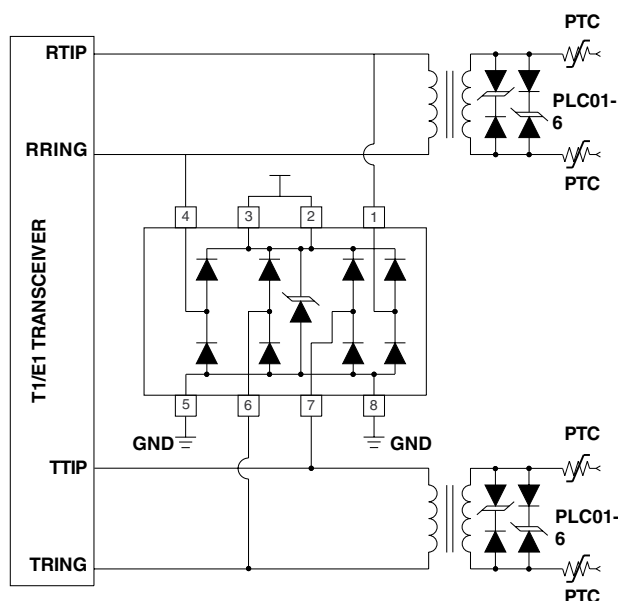 PTC
RTIP
PLC01-
6
RRING
PTC
4
3
2
1
T1/E1 TRANSCEIVER
5
6
7
8
GND
GND
PTC
TTIP
PLC01-
6
TRING
PTC